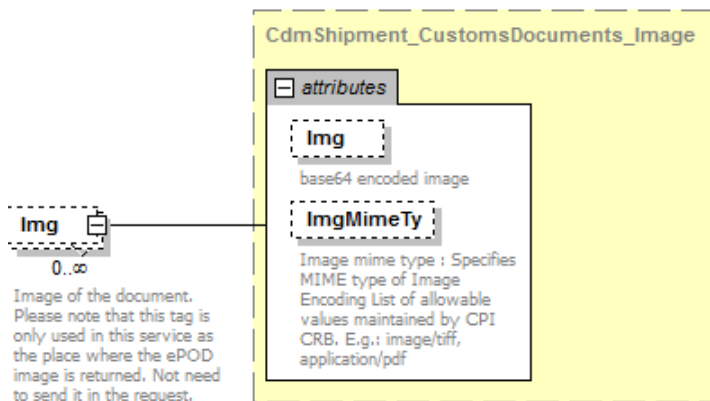 CdmShipment_CustomsDocuments_Image
attributes
Img
base64 encoded image
ImgMimeTy
Image mime type : Specifies
MIME type of Image
Encoding List of allowable
values maintained by CPI
CRB. E.g.: image/tiff,
application/pdf
Img
0..∞
Image of the document.
Please note that this tag is
only used in this service as
the place where the ePOD
image is returned. Not need
to send it in the request.